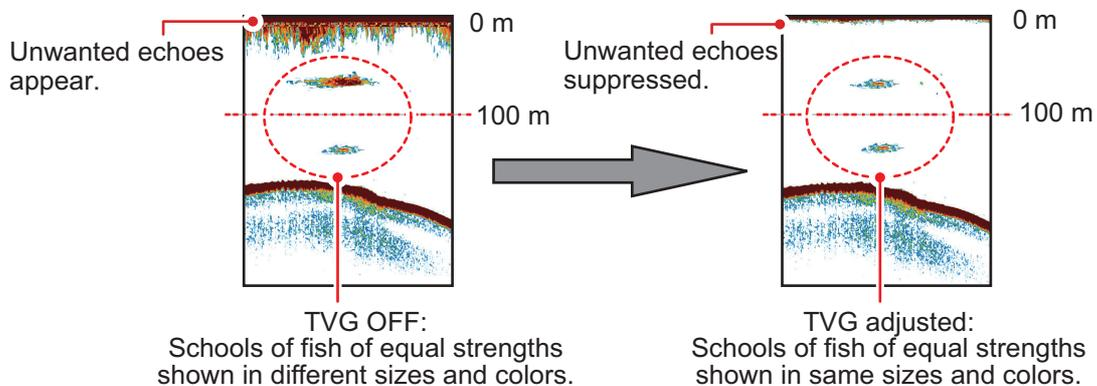 0 m
Unwanted echoes
appear.
100 m
TVG OFF:
Schools of fish of equal strengths
shown in different sizes and colors.
0 m
Unwanted echoes
suppressed.
100 m
TVG adjusted:
Schools of fish of equal strengths
shown in same sizes and colors.